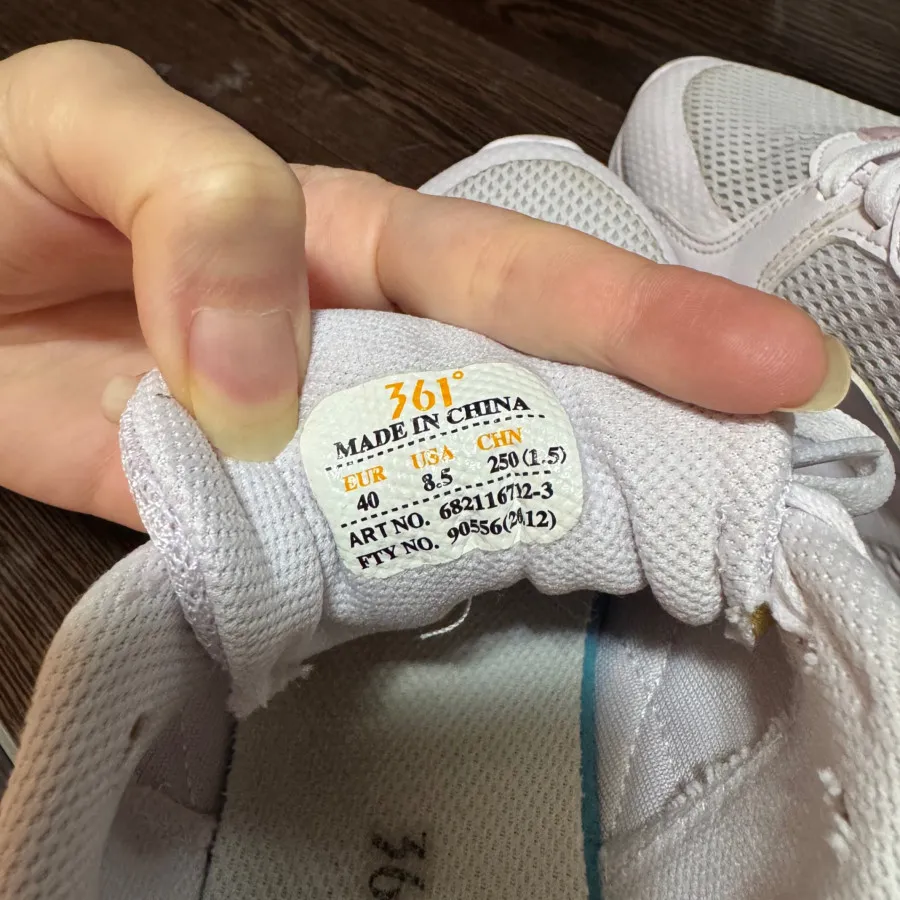 361°
MADE IN CHINA
EUR USA CHN
40 8.5 250(1.5)
ART NO. 682116712-3
FTY NO. 90556(2412)
36